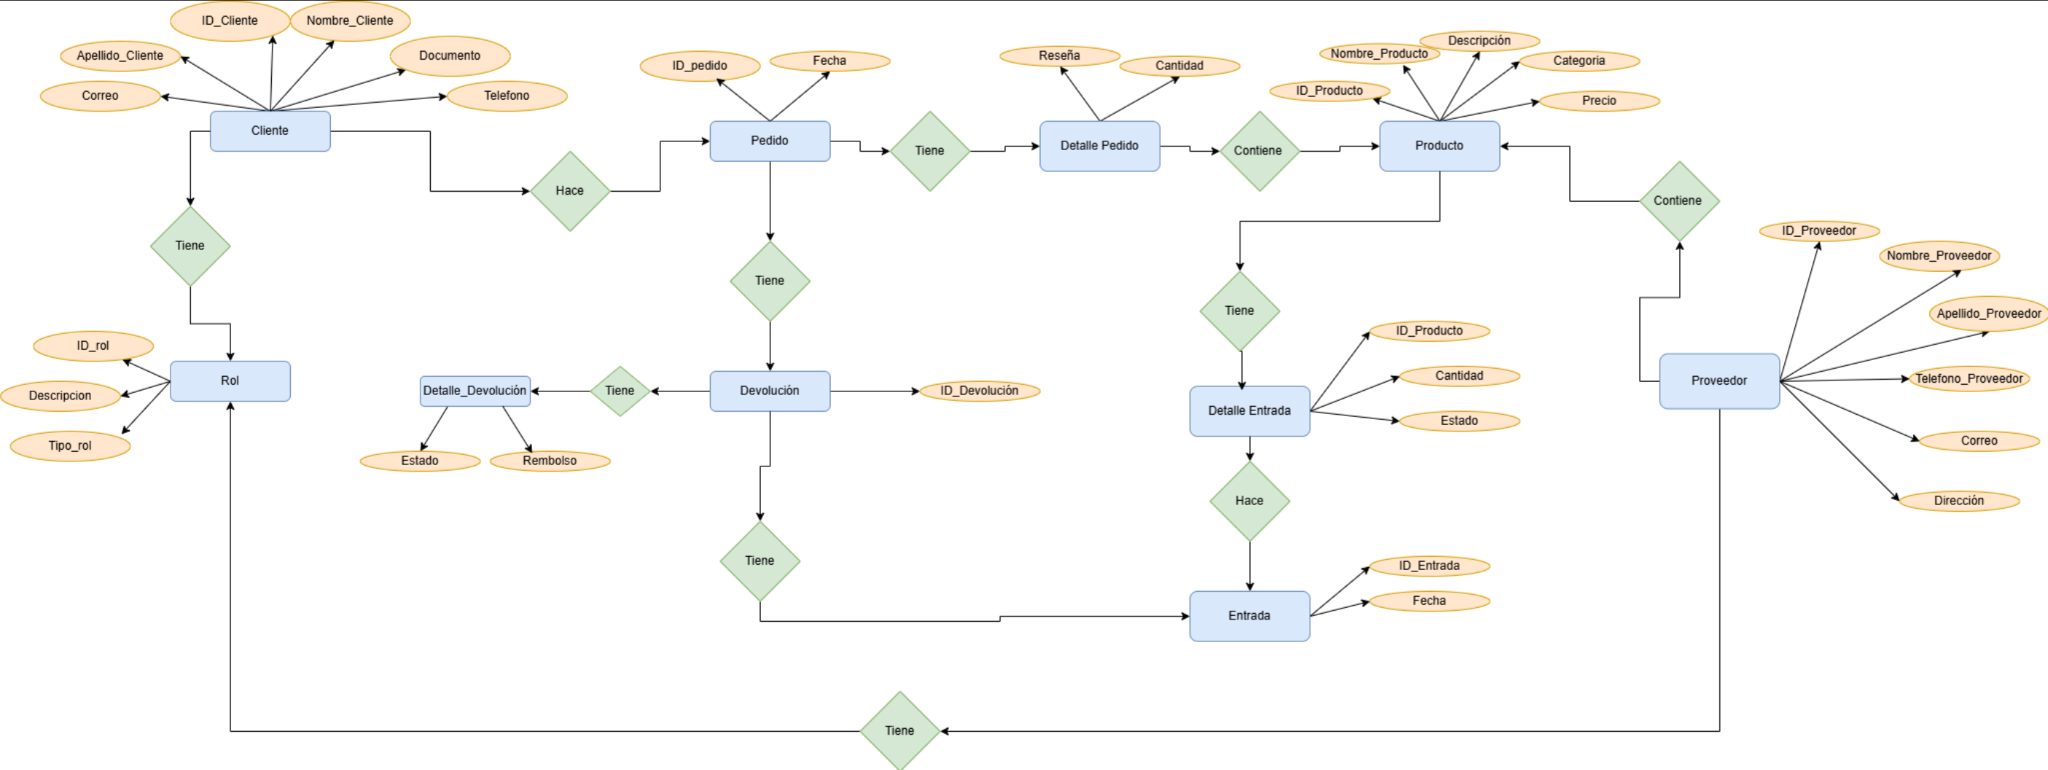 ID_Cliente
Nombre_Cliente
Apellido_Cliente
Documento
Correo
Telefono
Cliente
ID_pedido
Fecha
Pedido
Reseña
Cantidad
Detalle Pedido
Nombre_Producto
Descripción
Categoria
ID_Producto
Precio
Producto
Tiene
Contiene
Hace
Contiene
Tiene
Tiene
Tiene
ID_Proveedor
Nombre_Proveedor
Apellido_Proveedor
Telefono_Proveedor
Correo
Dirección
Proveedor
ID_rol
Descripcion
Tipo_rol
Rol
Detalle_Devolución
Tiene
Devolución
ID_Devolución
Estado
Rembolso
ID_Producto
Cantidad
Estado
Detalle Entrada
Hace
Tiene
ID_Entrada
Fecha
Entrada
Tiene